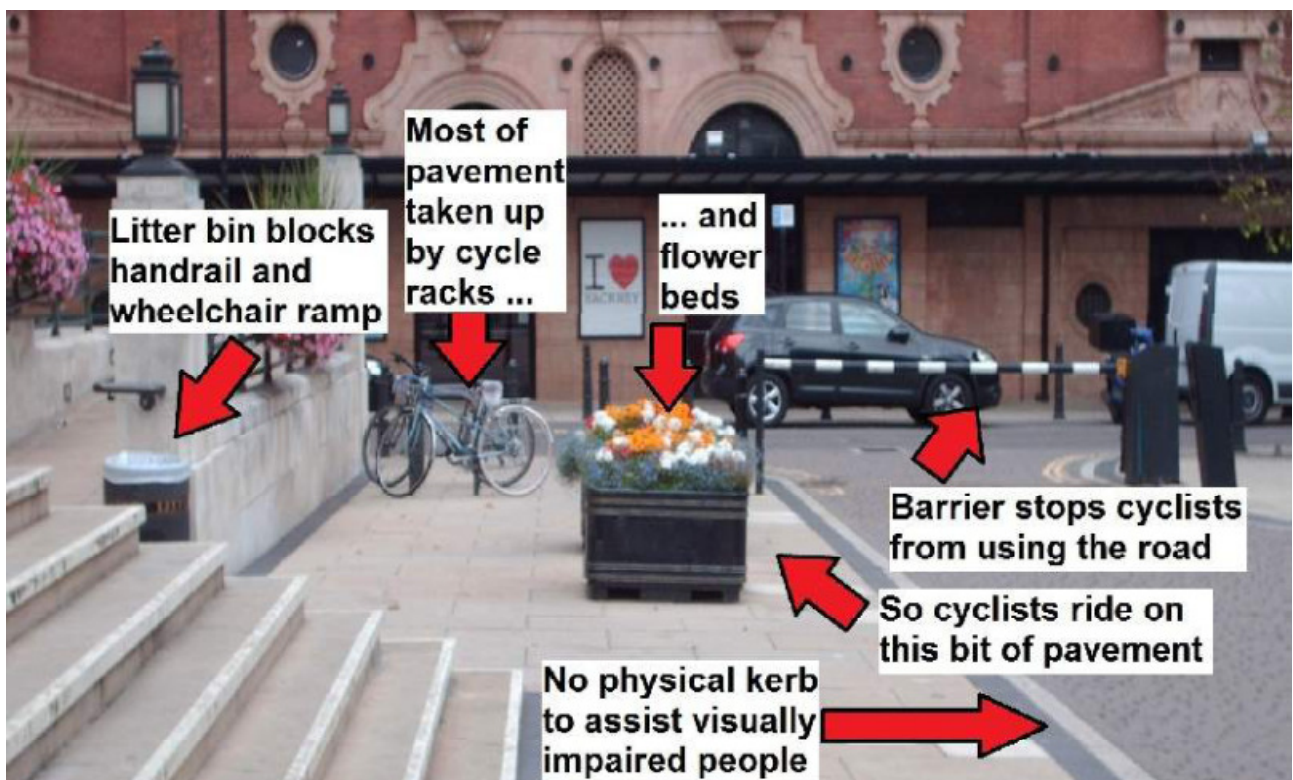 Most of
pavement
taken up
by cycle
racks ...
... and
flower
beds
Litter bin blocks
handrail and
wheelchair ramp
I
HACKNEY
Barrier stops cyclists
from using the road
So cyclists ride on
this bit of pavement
No physical kerb
to assist visually
impaired people